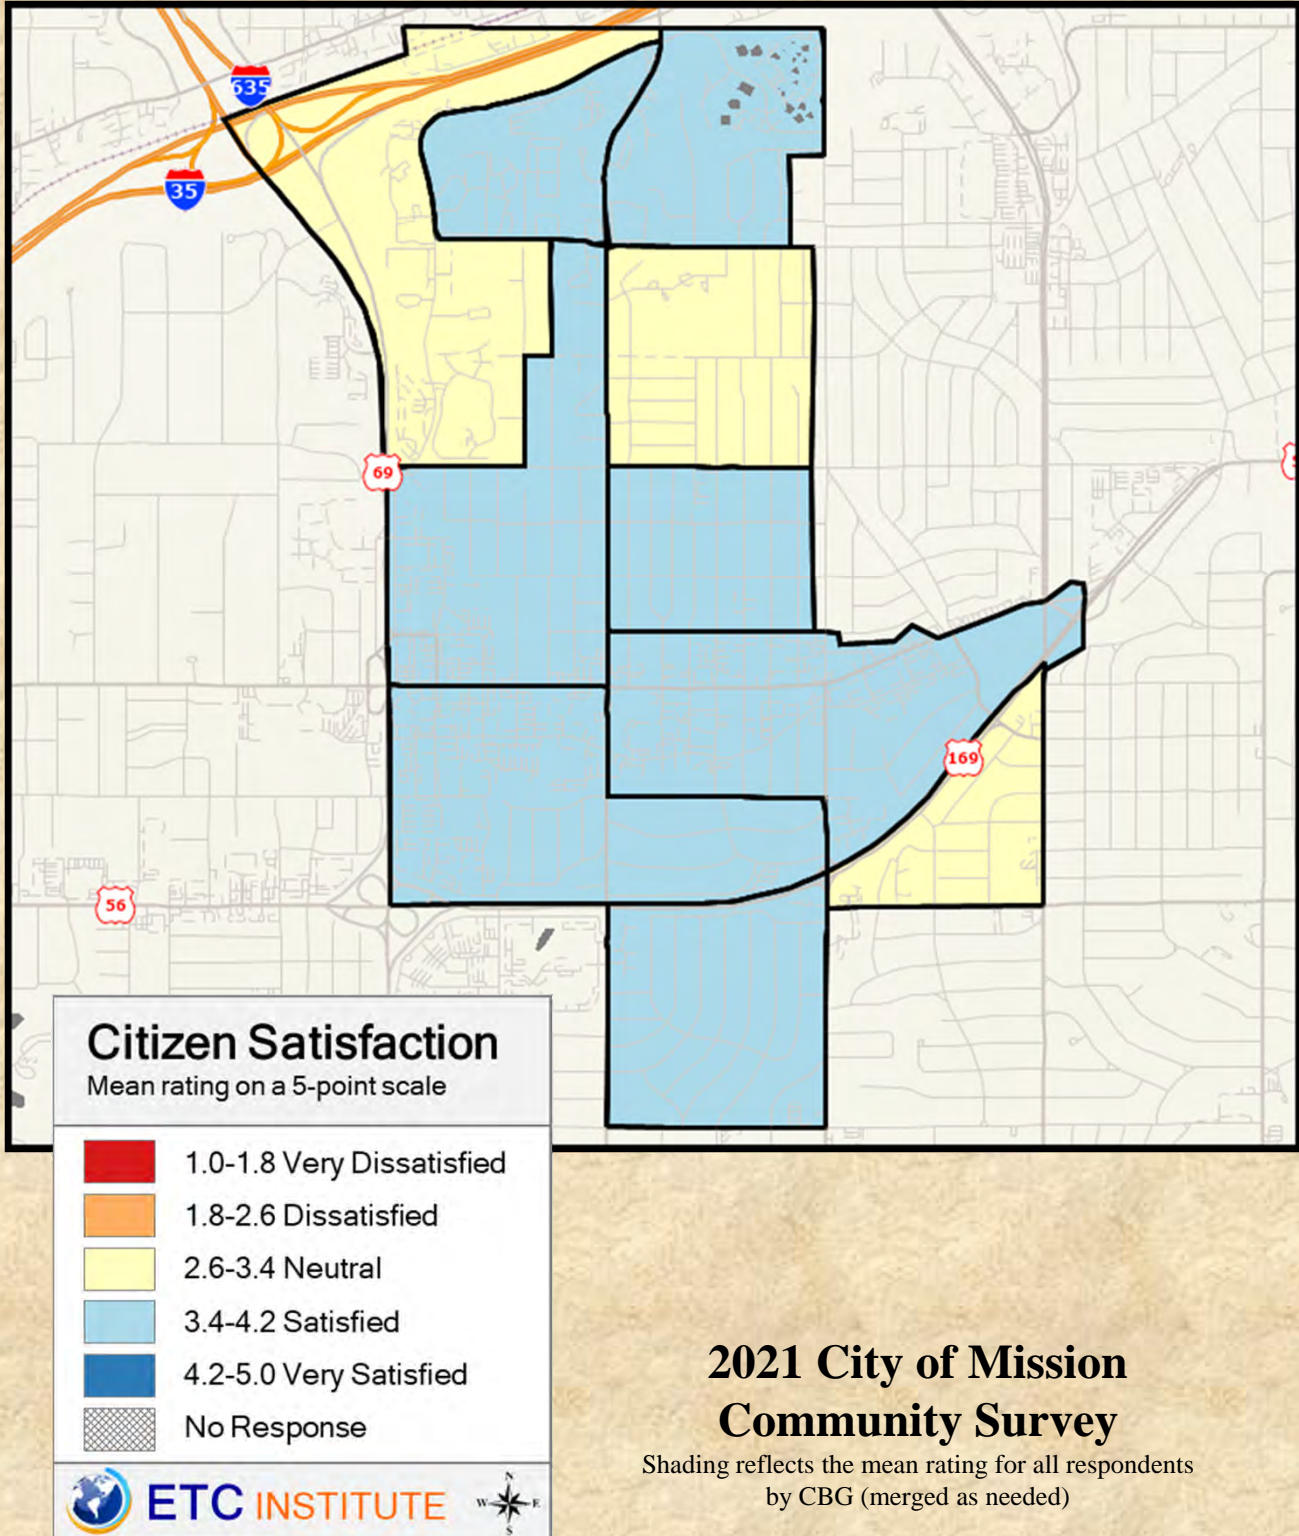 635
35
69
169
56
Citizen Satisfaction
Mean rating on a 5-point scale
1.0-1.8 Very Dissatisfied
1.8-2.6 Dissatisfied
2.6-3.4 Neutral
3.4-4.2 Satisfied
4.2-5.0 Very Satisfied
No Response
ETC INSTITUTE
N
W E
S
2021 City of Mission
Community Survey
Shading reflects the mean rating for all respondents
by CBG (merged as needed)